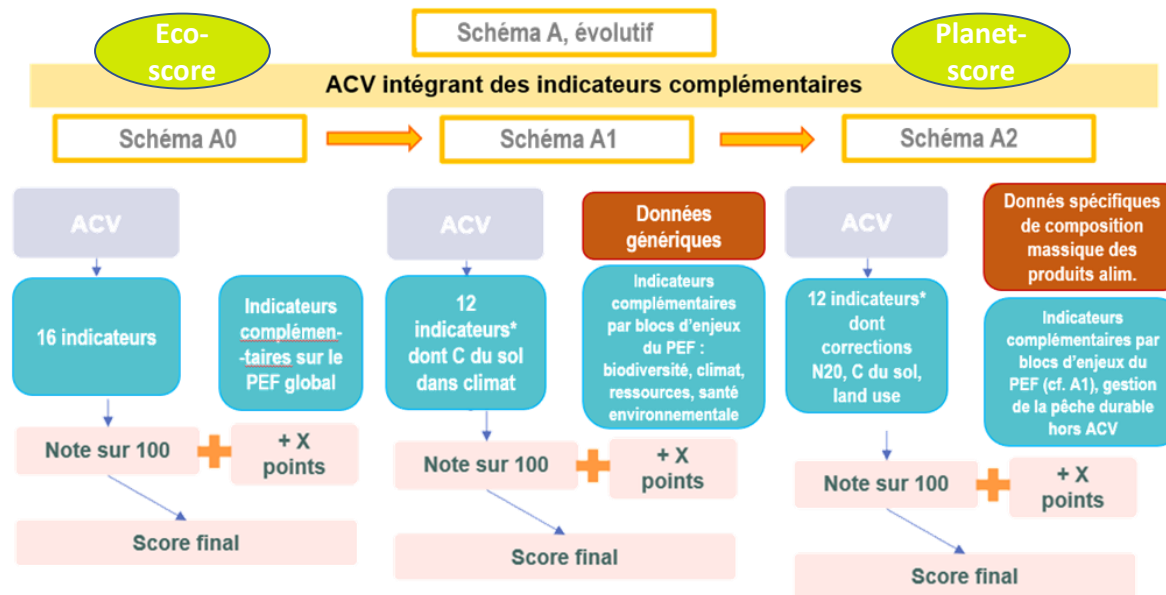 Eco-
score
Schéma A, évolutif
Planet-
score
ACV intégrant des indicateurs complémentaires
Schéma A0
Schéma A1
Schéma A2
ACV
16 indicateurs
Indicateurs
complémen-
-taires sur le
PEF global
Note sur 100
+ X
points
Score final
ACV
Données
génériques
12
indicateurs*
dont C du sol
dans climat
Indicateurs
complémentaires
par blocs d'enjeux
du PEF :
biodiversité, climat,
ressources, santé
environnementale
Note sur 100
+ X
points
Score final
ACV
Donnés spécifiques
de composition
massique des
produits alim.
12 indicateurs*
dont
corrections
N20, C du sol,
land use
Indicateurs
complémentaires par
blocs d'enjeux du
PEF (cf. A1), gestion
de la pêche durable
hors ACV
Note sur 100
+ X
points
Score final